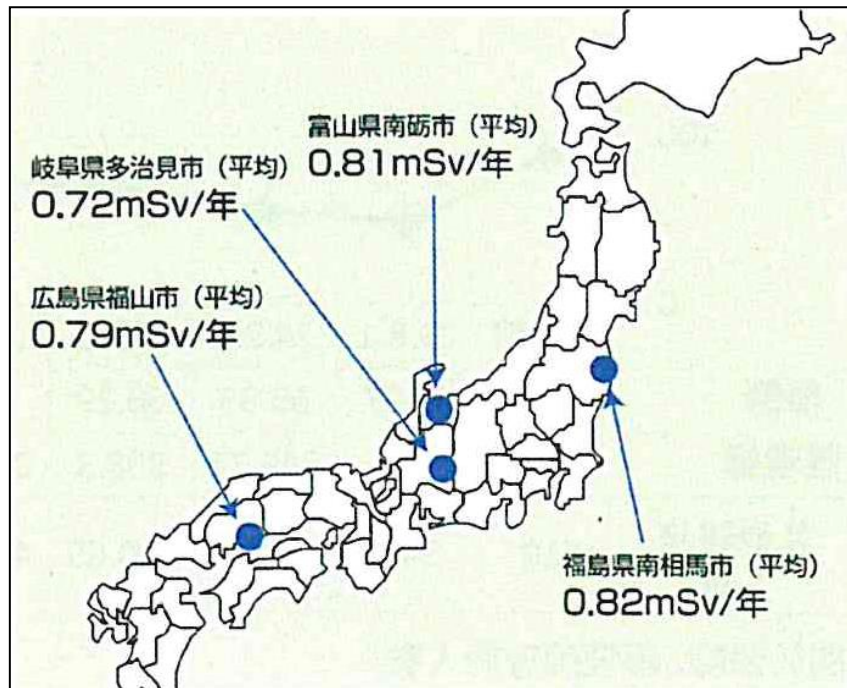 富山県南砺市（平均）
0.81mSv/年
岐阜県多治見市（平均）
0.72mSv/年
広島県福山市（平均）
0.79mSv/年
福島県南相馬市（平均）
0.82mSv/年